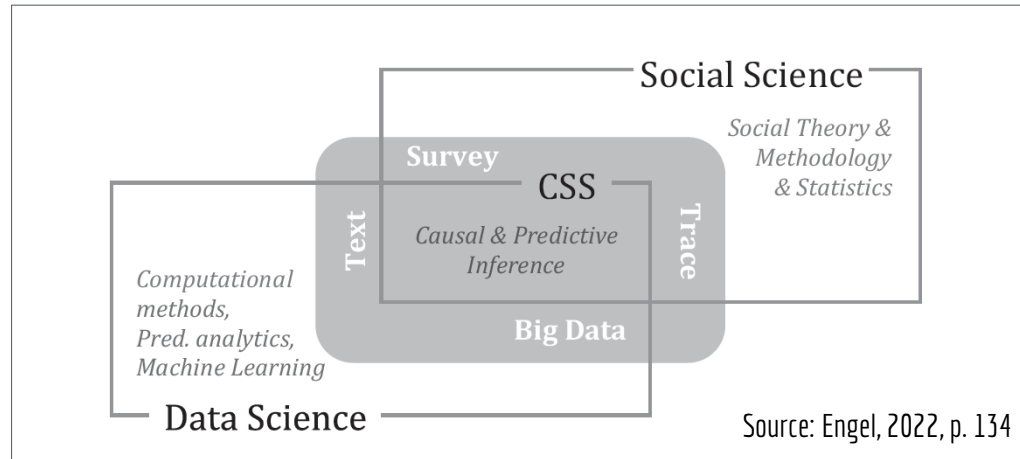 Social Science
Social Theory &
Methodology
& Statistics
Survey
CSS
Text
Trace
Causal & Predictive
Inference
Computational
methods,
Pred. analytics,
Machine Learning
Big Data
Data Science
Source: Engel, 2022, p. 134